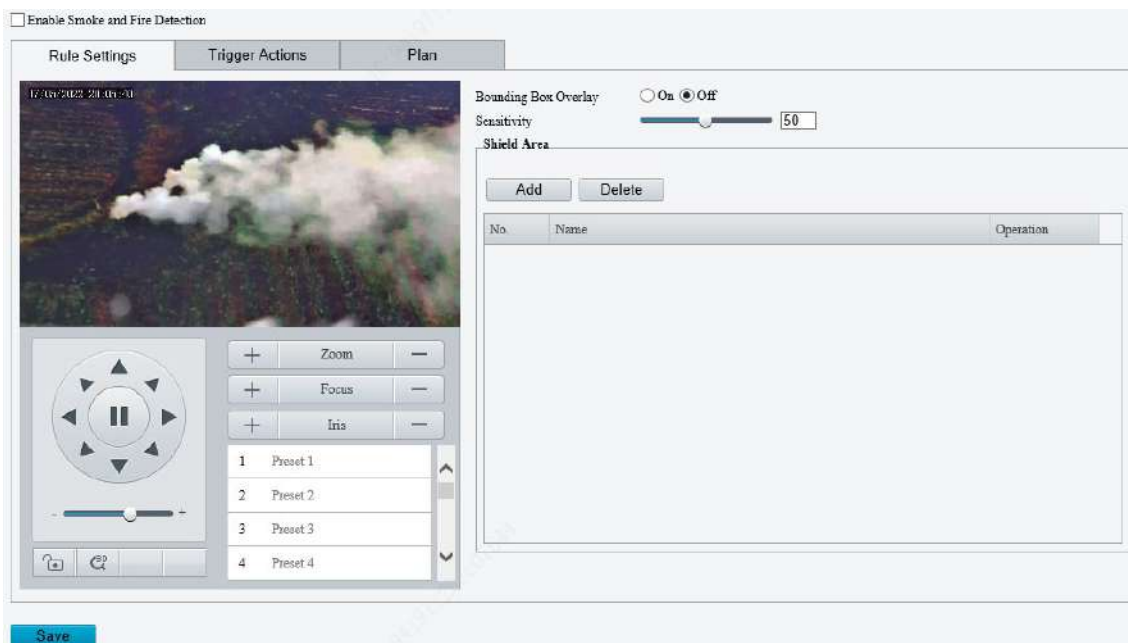 Enable Smoke and Fire Detection
Rule Settings
Trigger Actions
Plan
Bounding Box Overlay
On
Off
Sensitivity
50
Shield Area
Add
Delete
No.
Name
Operation
+ Zoom −
+ Focus −
+ Iris −
1 Preset 1
2 Preset 2
3 Preset 3
4 Preset 4
- +
3D
Save